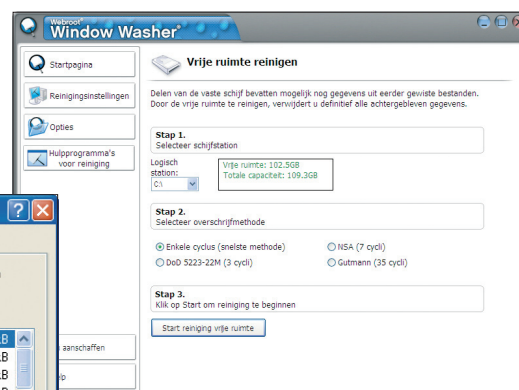 Webroot®
Window Washer®
Startpagina
Reinigingsinstellingen
Opties
Hulpprogramma's
voor reiniging
aanschaffen
Vrije ruimte reinigen
Delen van de vaste schijf bevatten mogelijk nog gegevens uit eerder gewiste bestanden.
Door de vrije ruimte te reinigen, verwijdert u definitief alle achtergebleven gegevens.
Stap 1.
Selecteer schijfstation
Logisch
station:
C:\
Vrije ruimte: 102.5GB
Totale capaciteit: 109.3GB
Stap 2.
Selecteer overschrijfmethode
Enkele cyclus (snelste methode)
NSA (7 cycli)
DoD 5223-22M (3 cycli)
Gutmann (35 cycli)
Stap 3.
Klik op Start om reiniging te beginnen
Start reiniging vrije ruimte